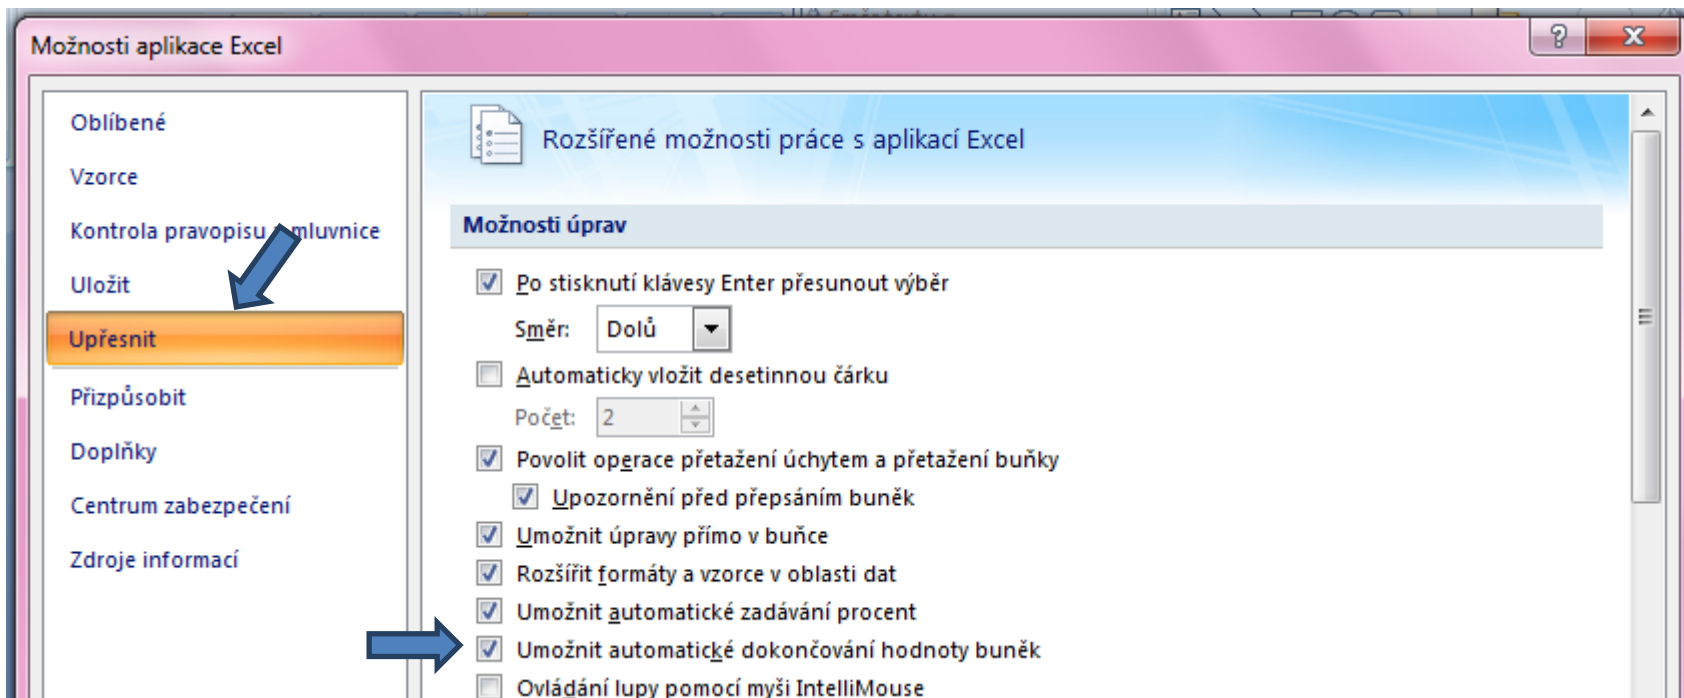 Možnosti aplikace Excel
Oblíbené
Vzorce
Kontrola pravopisu mluvnice
Uložit
Upřesnit
Přizpůsobit
Doplňky
Centrum zabezpečení
Zdroje informací
Rozšířené možnosti práce s aplikací Excel
Možnosti úprav
Po stisknutí klávesy Enter přesunout výběr
Směr: Dolů
Automaticky vložit desetinnou čárku
Počet: 2
Povolit operace přetažení úchytem a přetažení buňky
Upozornění před přepsáním buněk
Umožnit úpravy přímo v buňce
Rozšířit formáty a vzorce v oblasti dat
Umožnit automatické zadávání procent
Umožnit automatické dokončování hodnoty buněk
Ovládání lupy pomocí myši IntelliMouse